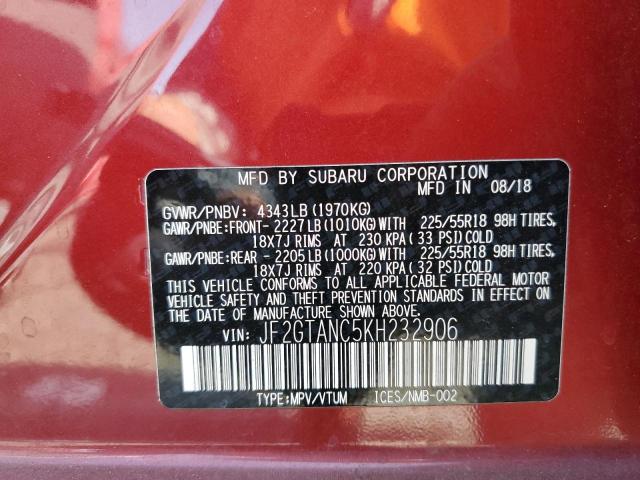 MFD BY SUBARU CORPORATION
MFD IN 08/18
GVWR/PNBV: 4343LB(1970KG)
GAWR/PNBE:FRONT- 2227LB(1010KG)WITH 225/55R18 98H TIRES,
18X7J RIMS AT 230 KPA(33 PSI)COLD
GAWR/PNBE:REAR - 2205LB(1000KG)WITH 225/55R18 98H TIRES,
18X7J RIMS AT 220 KPA(32 PSI)COLD
THIS VEHICLE CONFORMS TO ALL APPLICABLE FEDERAL MOTOR
VEHICLE SAFETY AND THEFT PREVENTION STANDARDS IN EFFECT ON THE
DATE OF MANUFACTURE SHOWN ABOVE.
VIN: JF2GTANC5KH232906
TYPE:MPV/VTUM ICES/NMB-002